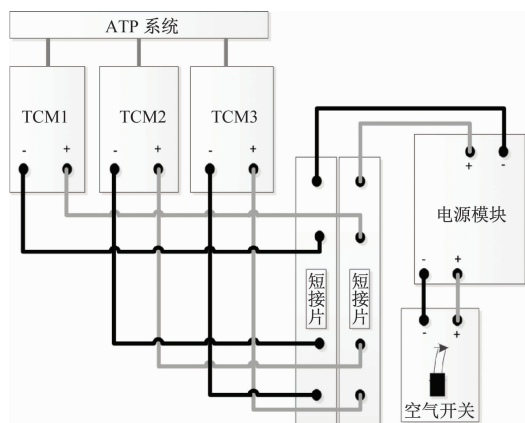 ATP 系统
TCM1 TCM2 TCM3
- + - + - +
+ -
电源模块
- +
短接片 短接片
- +
空气开关